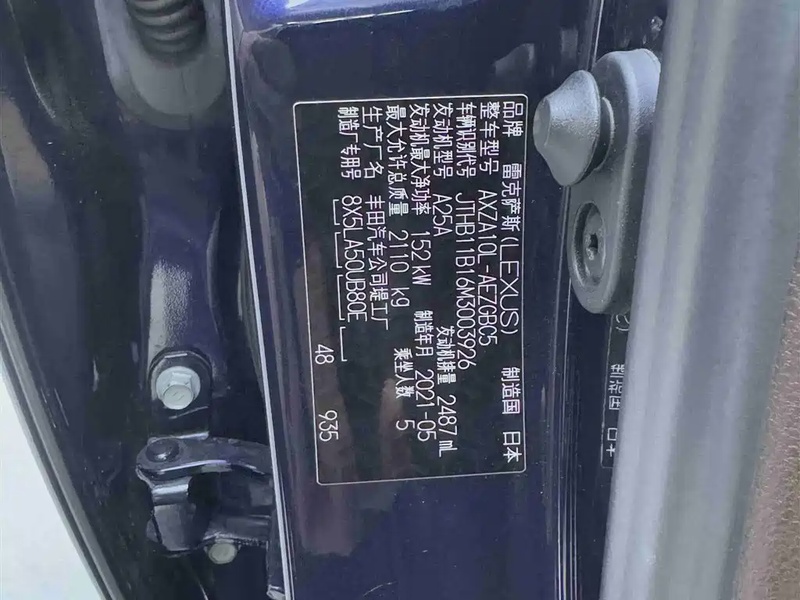 品牌 雷克萨斯(LEXUS) 制造国 日本
整车型号 AXZA10L-AEZGBC5
车辆识别代号 JTHB11B16M3003926
发动机型号 A25A 发动机排量 2487 mL
发动机最大净功率 152 kW 制造年月 2021-05
最大允许总质量 2110 kg 乘坐人数 5
生产厂名 丰田汽车公司堤工厂
制造厂专用号 8X5LA50UB80E 48 935